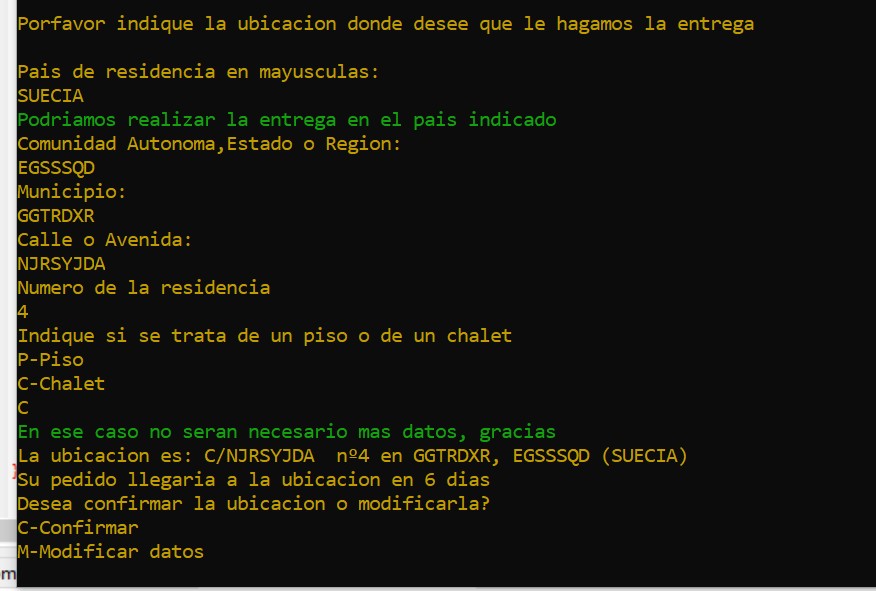 Porfavor indique la ubicacion donde desee que le hagamos la entrega
Pais de residencia en mayusculas:
SUECIA
Podriamos realizar la entrega en el pais indicado
Comunidad Autonoma,Estado o Region:
EGSSSQD
Municipio:
GGTRDXR
Calle o Avenida:
NJRSYJDA
Numero de la residencia
4
Indique si se trata de un piso o de un chalet
P-Piso
C-Chalet
C
En ese caso no seran necesario mas datos, gracias
La ubicacion es: C/NJRSYJDA  nº4 en GGTRDXR, EGSSSQD (SUECIA)
Su pedido llegaria a la ubicacion en 6 dias
Desea confirmar la ubicacion o modificarla?
C-Confirmar
M-Modificar datos